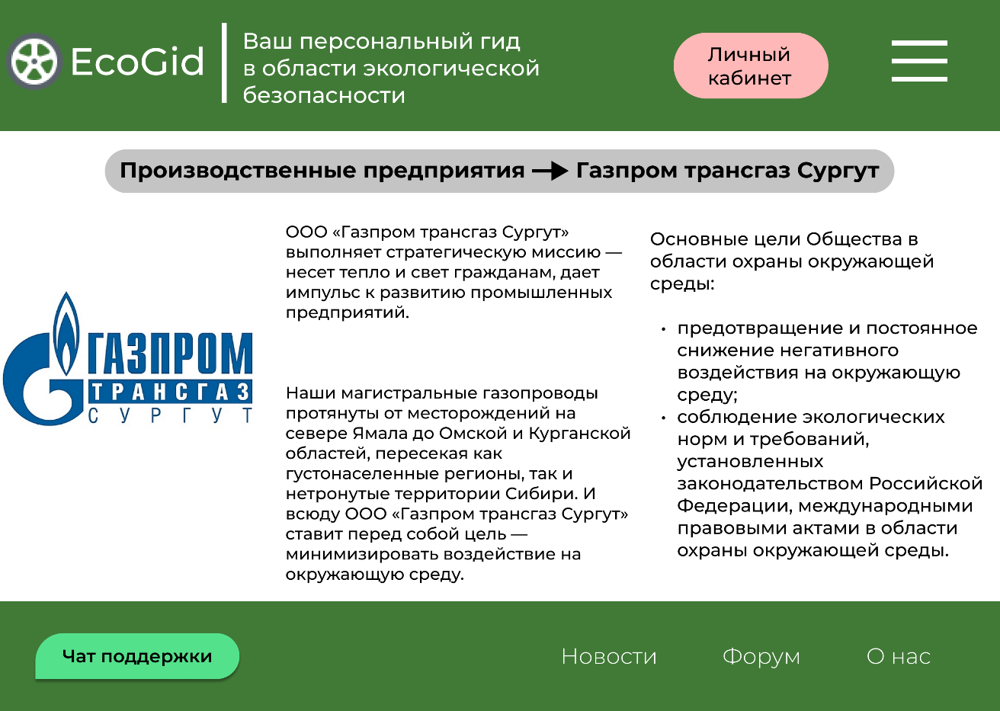 EcoGid
Ваш персональный гид
в области экологической
безопасности
Личный
кабинет
Производственные предприятия
Газпром трансгаз Сургут
ГАЗПРОМ
ТРАНСГАЗ
СУРГУТ
ООО «Газпром трансгаз Сургут»
выполняет стратегическую миссию —
несет тепло и свет гражданам, дает
импульс к развитию промышленных
предприятий.
Наши магистральные газопроводы
протянуты от месторождений на
севере Ямала до Омской и Курганской
областей, пересекая как
густонаселенные регионы, так и
нетронутые территории Сибири. И
всюду ООО «Газпром трансгаз Сургут»
ставит перед собой цель —
минимизировать воздействие на
окружающую среду.
Основные цели Общества в
области охраны окружающей
среды:
• предотвращение и постоянное
снижение негативного
воздействия на окружающую
среду;
• соблюдение экологических
норм и требований,
установленных
законодательством Российской
Федерации, международными
правовыми актами в области
охраны окружающей среды.
Чат поддержки
Новости
Форум
О нас